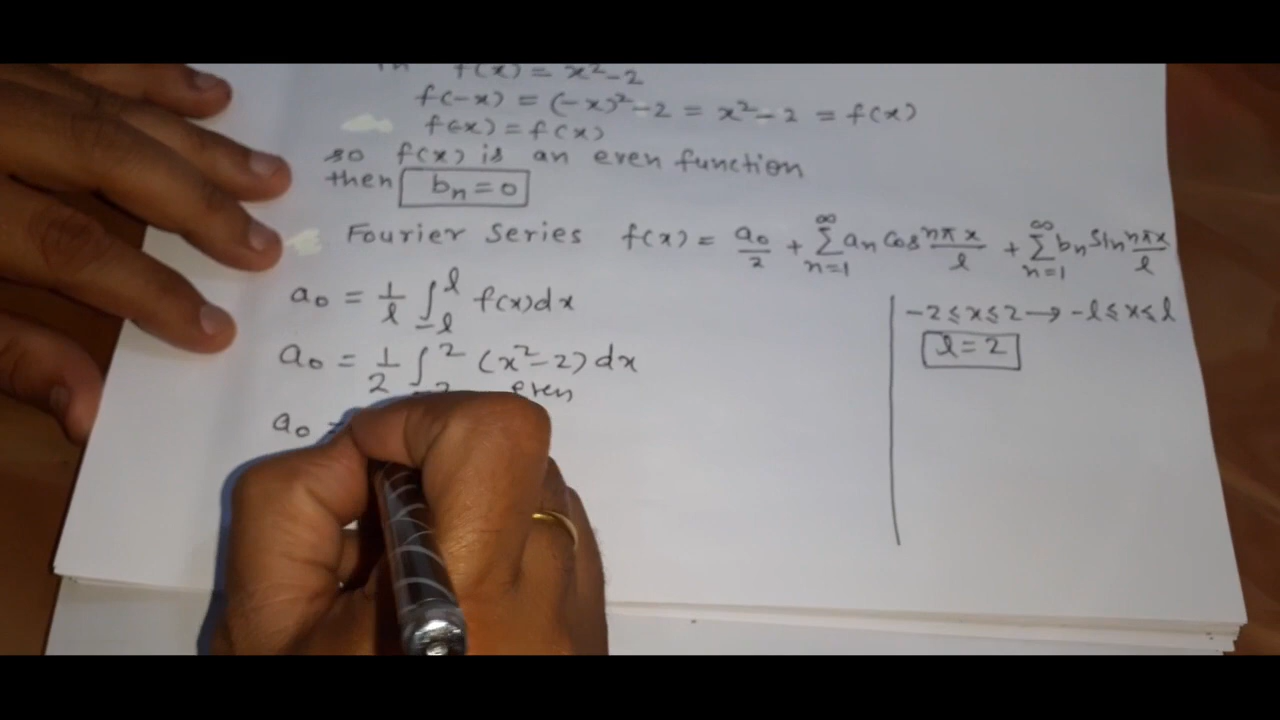 In f(x) = x²-2
f(-x) = (-x)²-2 = x²-2 = f(x)
f(-x) = f(x)
so f(x) is an even function
then bₙ = 0
Fourier Series f(x) = a₀/2 + ∑_{n=1}^{∞} aₙ cos nπx/l + ∑_{n=1}^{∞} bₙ sin nπx/l
a₀ = 1/l ∫_{-l}^{l} f(x)dx
-2≤x≤2 → -l≤x≤l
l = 2
a₀ = 1/2 ∫_{-2}^{2} (x²-2) dx
even
a₀ =